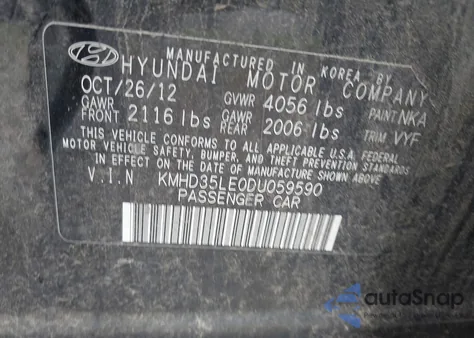 MANUFACTURED IN KOREA BY
HYUNDAI MOTOR COMPANY
OCT/26/12 GVWR 4056 lbs PAINT NKA
GAWR FRONT 2116 lbs GAWR REAR 2006 lbs TRIM VYF
THIS VEHICLE CONFORMS TO ALL APPLICABLE U.S.A. FEDERAL
MOTOR VEHICLE SAFETY, BUMPER, AND THEFT PREVENTION STANDARDS
IN EFFECT ON THE DATE OF MANUFACTURE SHOWN ABOVE.
V.I.N KMHD35LE0DU059590
PASSENGER CAR
autoSnap